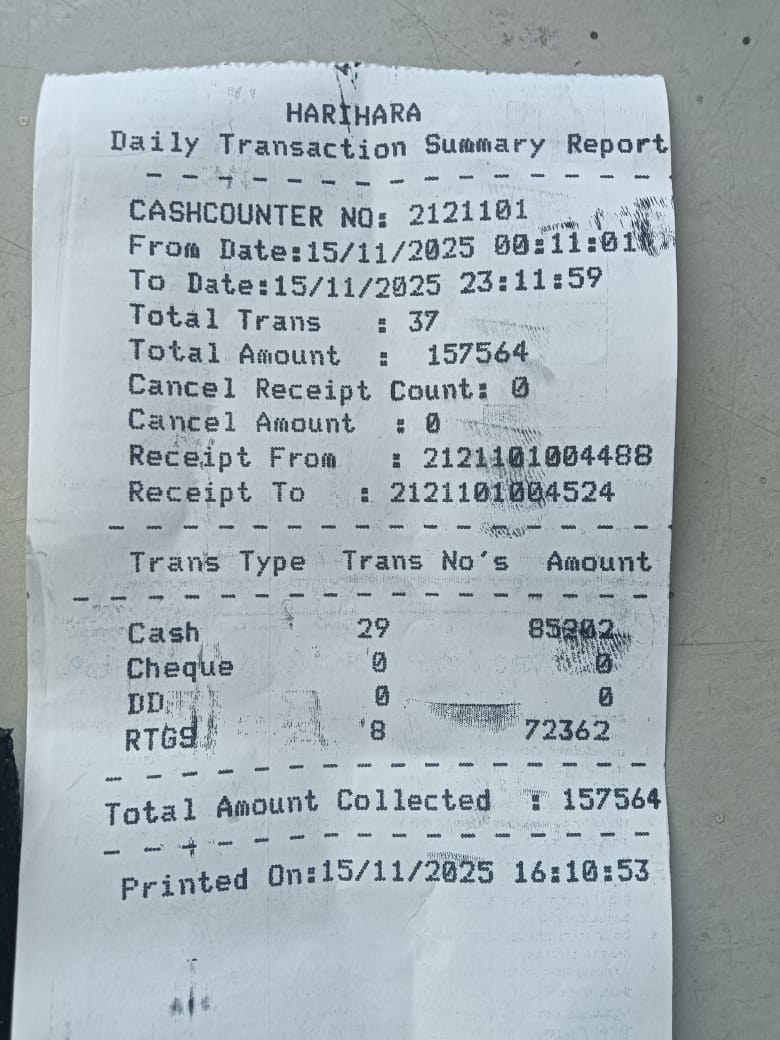 HARIHARA
Daily Transaction Summary Report
CASHCOUNTER NO: 2121101
From Date:15/11/2025 00:11:01
To Date:15/11/2025 23:11:59
Total Trans : 37
Total Amount : 157564
Cancel Receipt Count: 0
Cancel Amount : 0
Receipt From : 2121101004488
Receipt To : 2121101004524
Trans Type Trans No's Amount
Cash 29 85202
Cheque 0 0
DD 0 0
RTGS 8 72362
Total Amount Collected : 157564
Printed On:15/11/2025 16:10:53